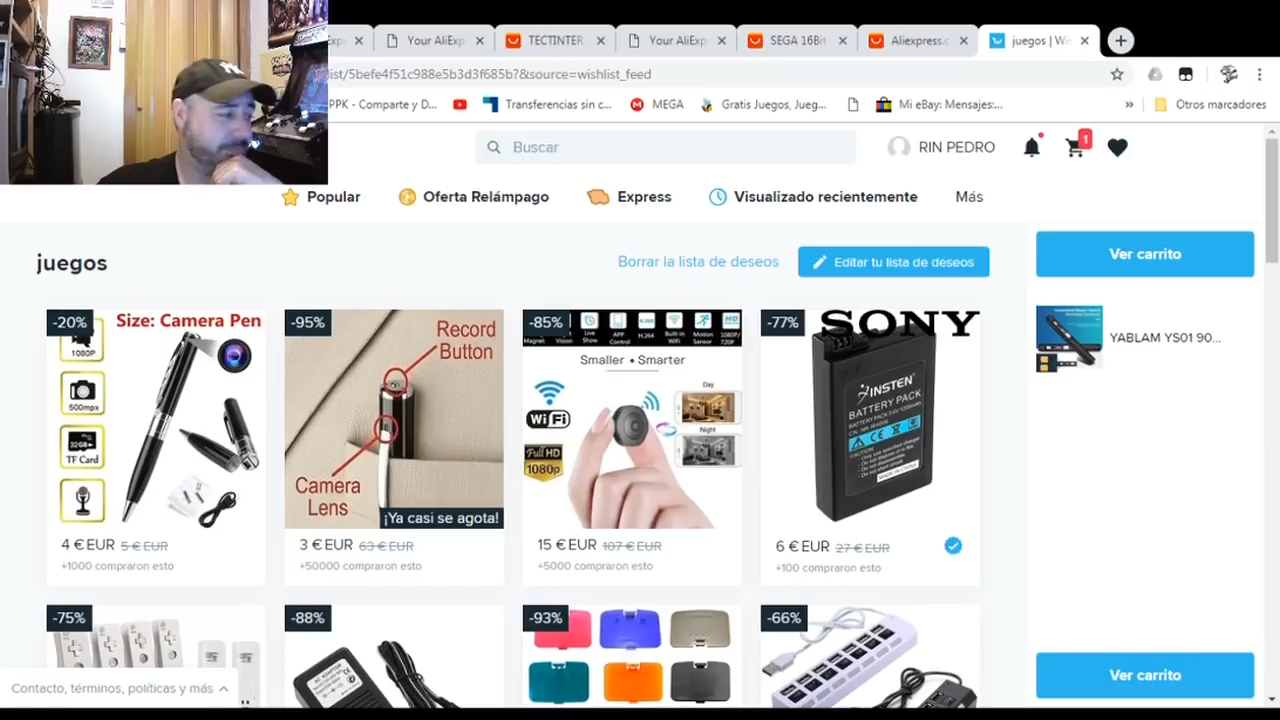 Your AliExp
TECTINTER
Your AliExp
SEGA 16Bit
Aliexpress.c
juegos | Wi
list/5befe4f51c988e5b3d3f685b?&source=wishlist_feed
PPK - Comparte y D...
Transferencias sin c...
MEGA
Gratis Juegos, Jueg...
Mi eBay: Mensajes:...
»
Otros marcadores
Buscar
RIN PEDRO
1
Popular
Oferta Relámpago
Express
Visualizado recientemente
Más
juegos
Borrar la lista de deseos
Editar tu lista de deseos
Ver carrito
YABLAM YS01 90...
-20%
Size: Camera Pen
1080P
500mpx
32GB
TF Card
4 € EUR 5 € EUR
+1000 compraron esto
-95%
Record
Button
Camera
Lens
¡Ya casi se agota!
3 € EUR 63 € EUR
+50000 compraron esto
-85%
Smaller • Smarter
Day
Night
WiFi
Full HD
1080p
15 € EUR 107 € EUR
+5000 compraron esto
-77%
SONY
INSTEN
BATTERY PACK
MADE IN CHINA
6 € EUR 27 € EUR
+100 compraron esto
-75%
-88%
-93%
-66%
Contacto, términos, políticas y más
Ver carrito